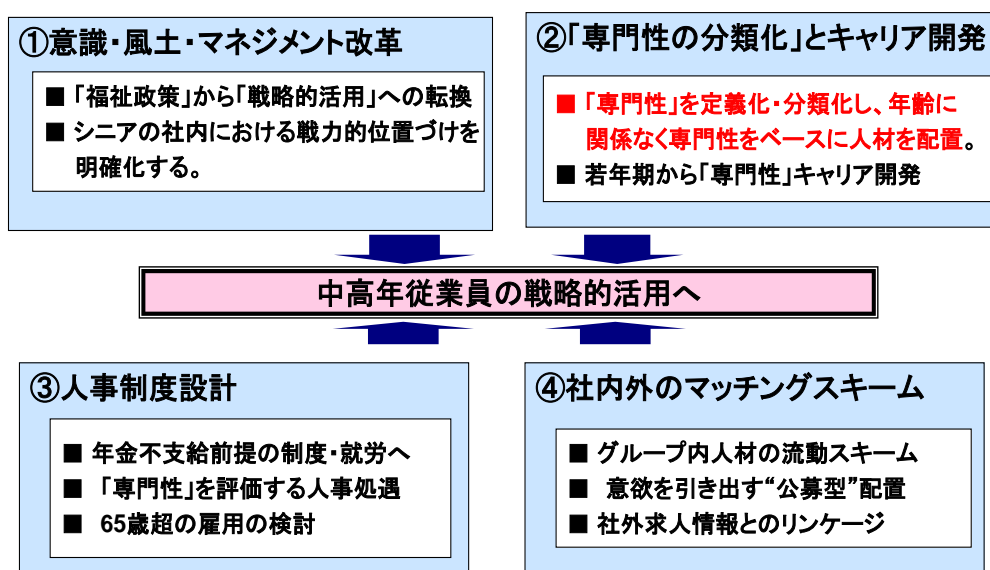 ①意識・風土・マネジメント改革
■「福祉政策」から「戦略的活用」への転換
■ シニアの社内における戦力的位置づけを
明確化する。
②「専門性の分類化」とキャリア開発
■「専門性」を定義化・分類化し、年齢に
関係なく専門性をベースに人材を配置。
■ 若年期から「専門性」キャリア開発
中高年従業員の戦略的活用へ
③人事制度設計
■ 年金不支給前提の制度・就労へ
■ 「専門性」を評価する人事処遇
■ 65歳超の雇用の検討
④社内外のマッチングスキーム
■ グループ内人材の流動スキーム
■ 意欲を引き出す“公募型”配置
■ 社外求人情報とのリンケージ